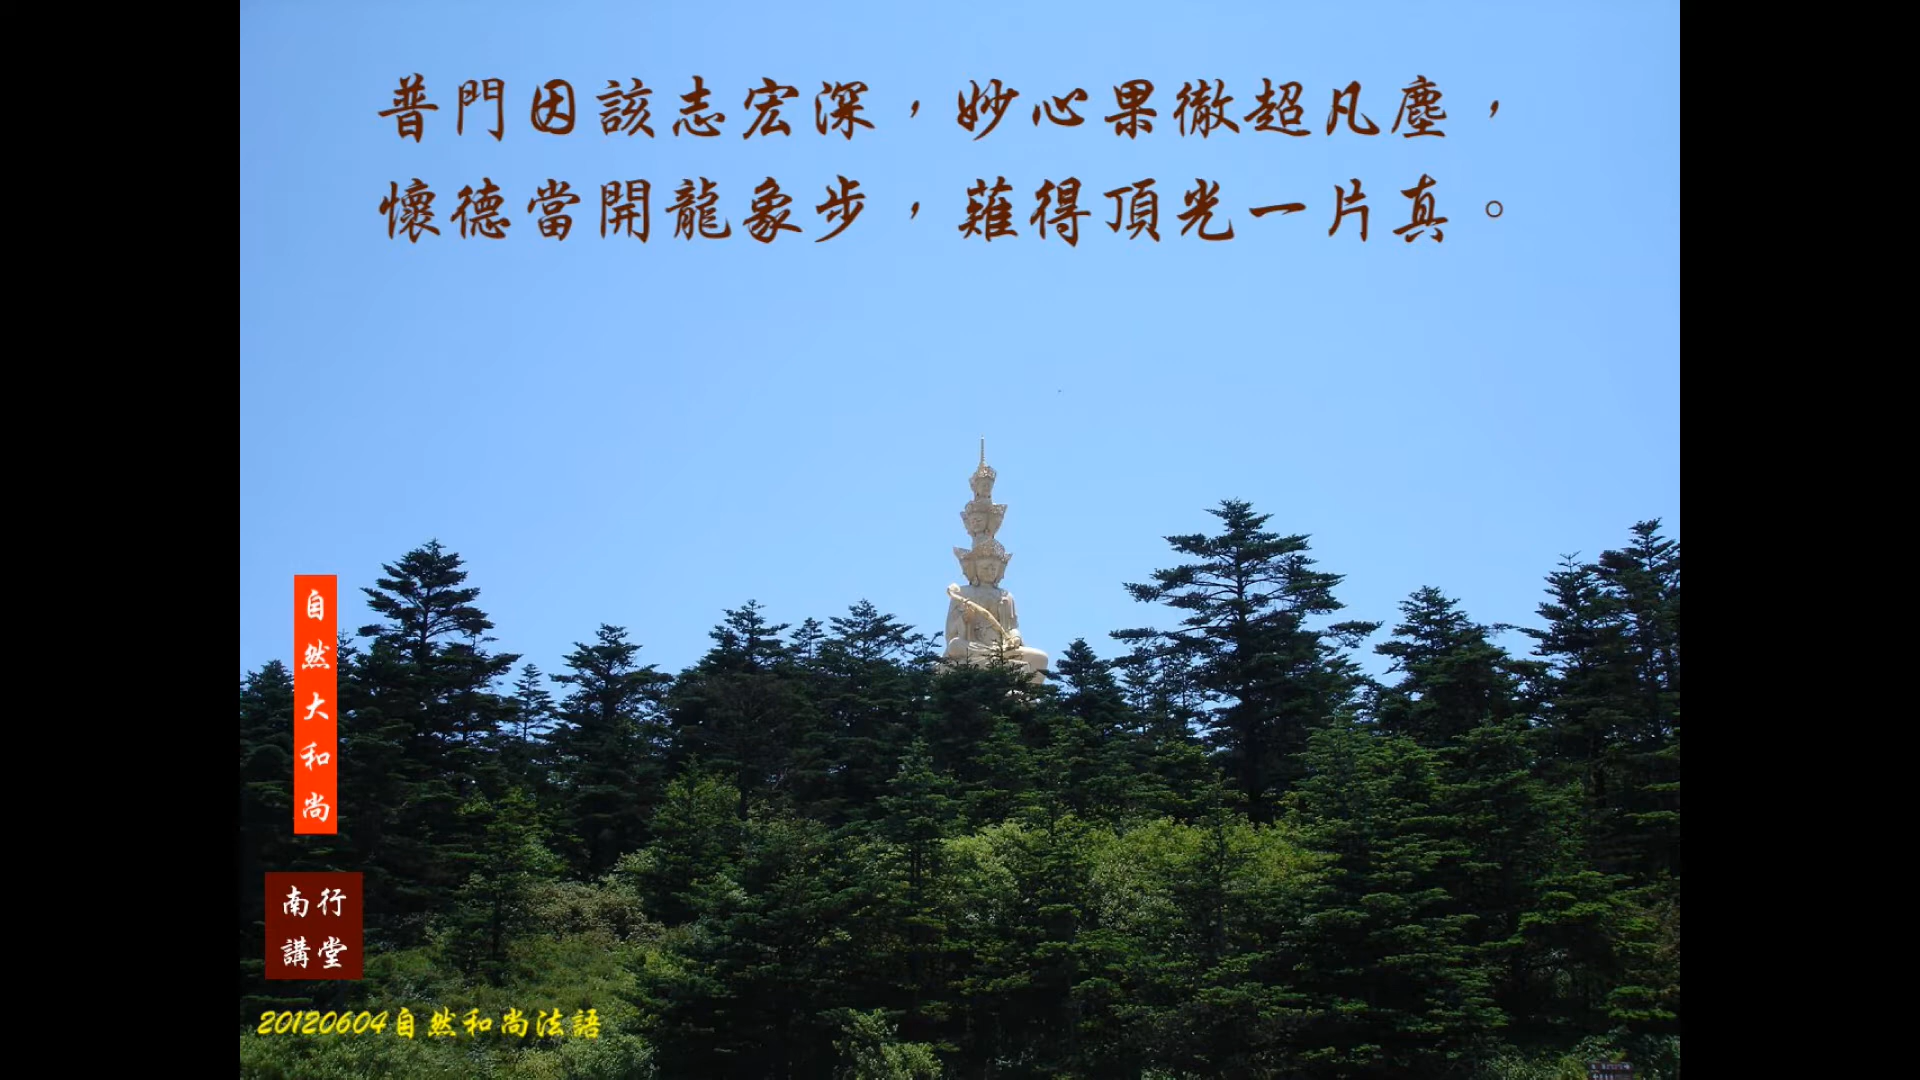 普門因該志宏深，妙心果徹超凡塵，
懷德當開龍象步，薙得頂光一片真。
自然大和尚
南行
講堂
20120604自然和尚法語